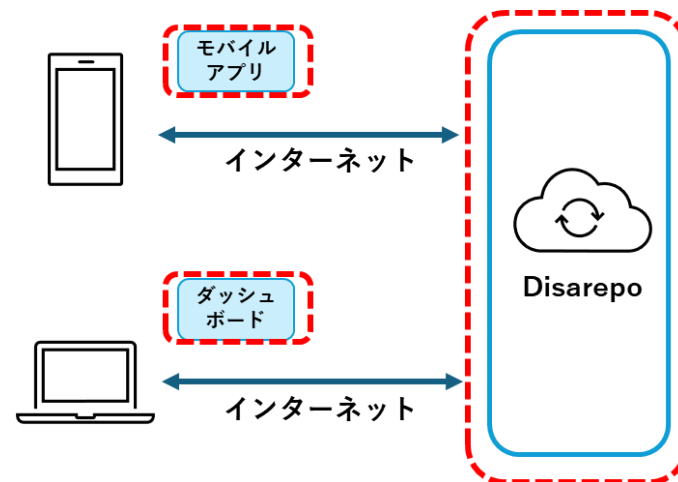 モバイル
アプリ
インターネット
Disarepo
ダッシュ
ボード
インターネット